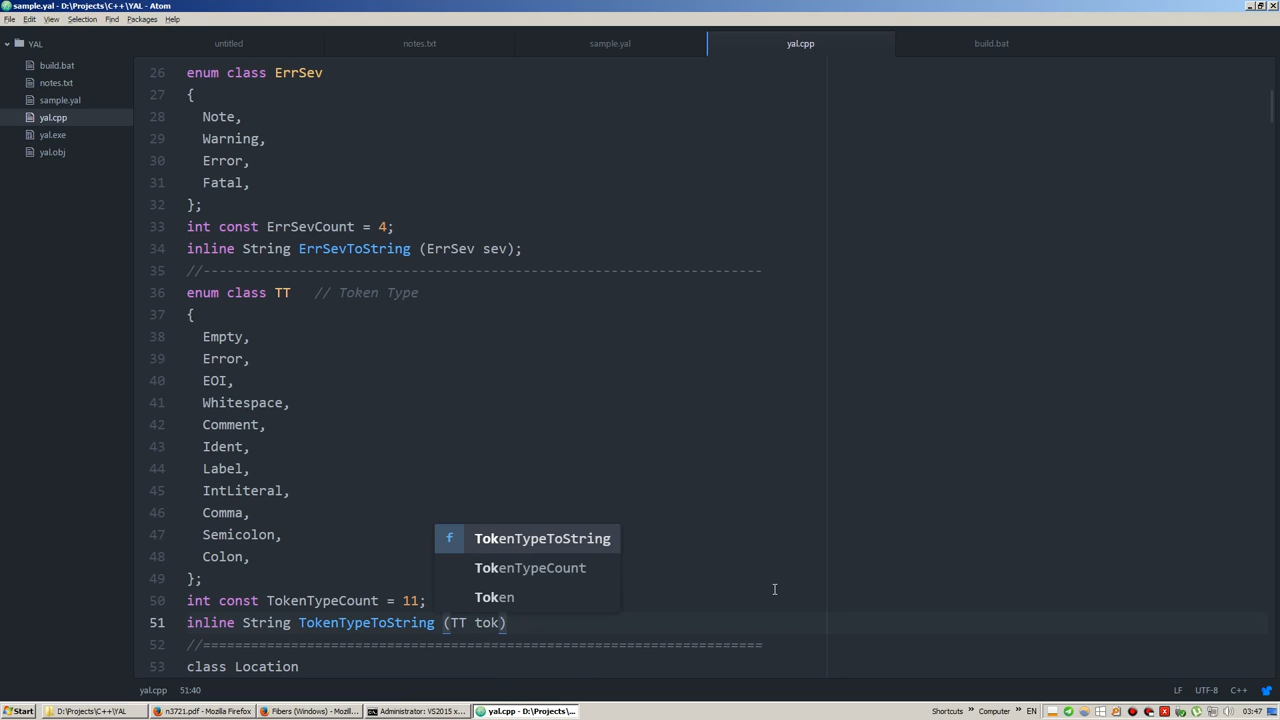 sample.yal - D:\Projects\C++\YAL - Atom
File Edit View Selection Find Packages Help
YAL
build.bat
notes.txt
sample.yal
yal.cpp
yal.exe
yal.obj
untitled notes.txt sample.yal yal.cpp build.bat
26 enum class ErrSev
27 {
28 Note,
29 Warning,
30 Error,
31 Fatal,
32 };
33 int const ErrSevCount = 4;
34 inline String ErrSevToString (ErrSev sev);
35 //----------------------------------------------------------------------
36 enum class TT // Token Type
37 {
38 Empty,
39 Error,
40 EOI,
41 Whitespace,
42 Comment,
43 Ident,
44 Label,
45 IntLiteral,
46 Comma,
47 Semicolon,
48 Colon,
49 };
50 int const TokenTypeCount = 11;
51 inline String TokenTypeToString (TT tok)
52 //======================================================================
53 class Location
f TokenTypeToString
TokenTypeCount
Token
yal.cpp 51:40 LF UTF-8 C++
Start D:\Projects\C++\YAL n3721.pdf - Mozilla Firefox Fibers (Windows) - Mozill... Administrator: VS2015 x... yal.cpp - D:\Projects\... Shortcuts » Computer » EN 03:47